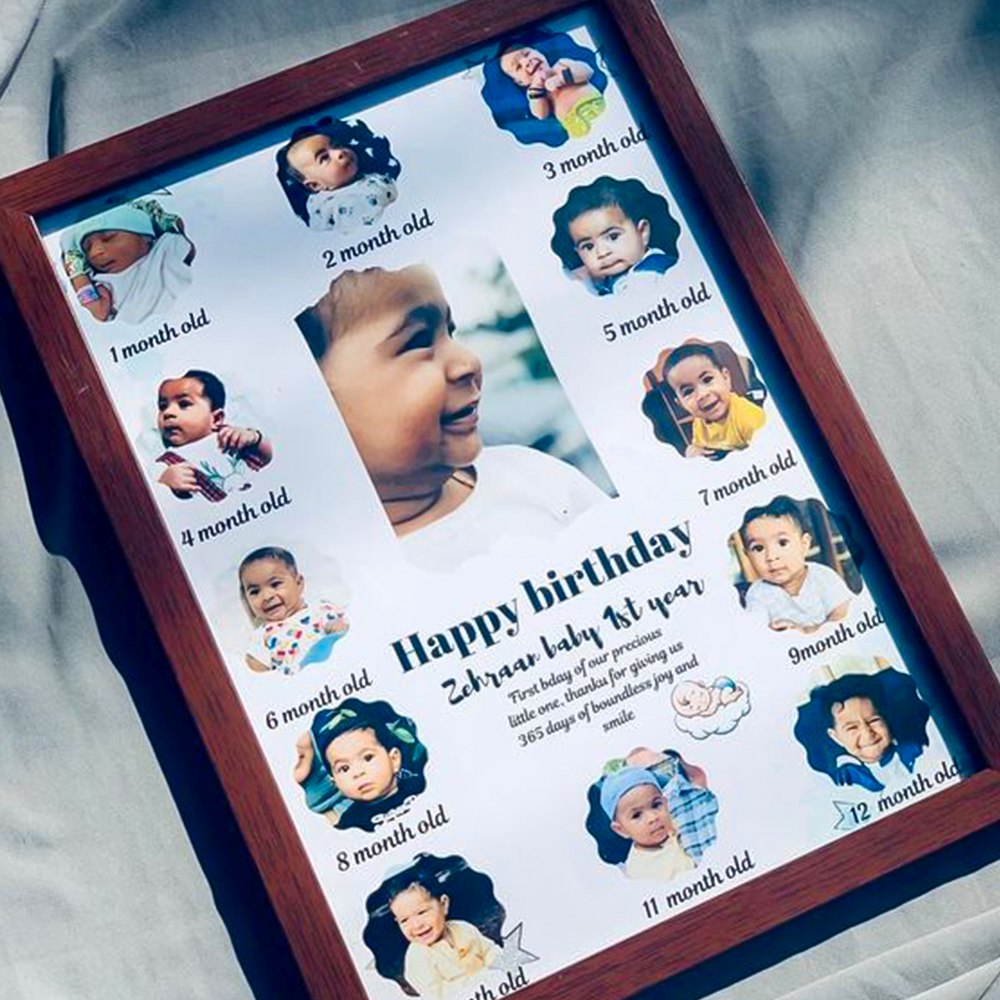 3 month old
2 month old
1 month old
5 month old
4 month old
7 month old
Happy birthday
Zehraan baby 1st year
First bday of our precious
little one, thanku for giving us
365 days of boundless joy and
smile
9month old
6 month old
8 month old
12 month old
11 month old
old